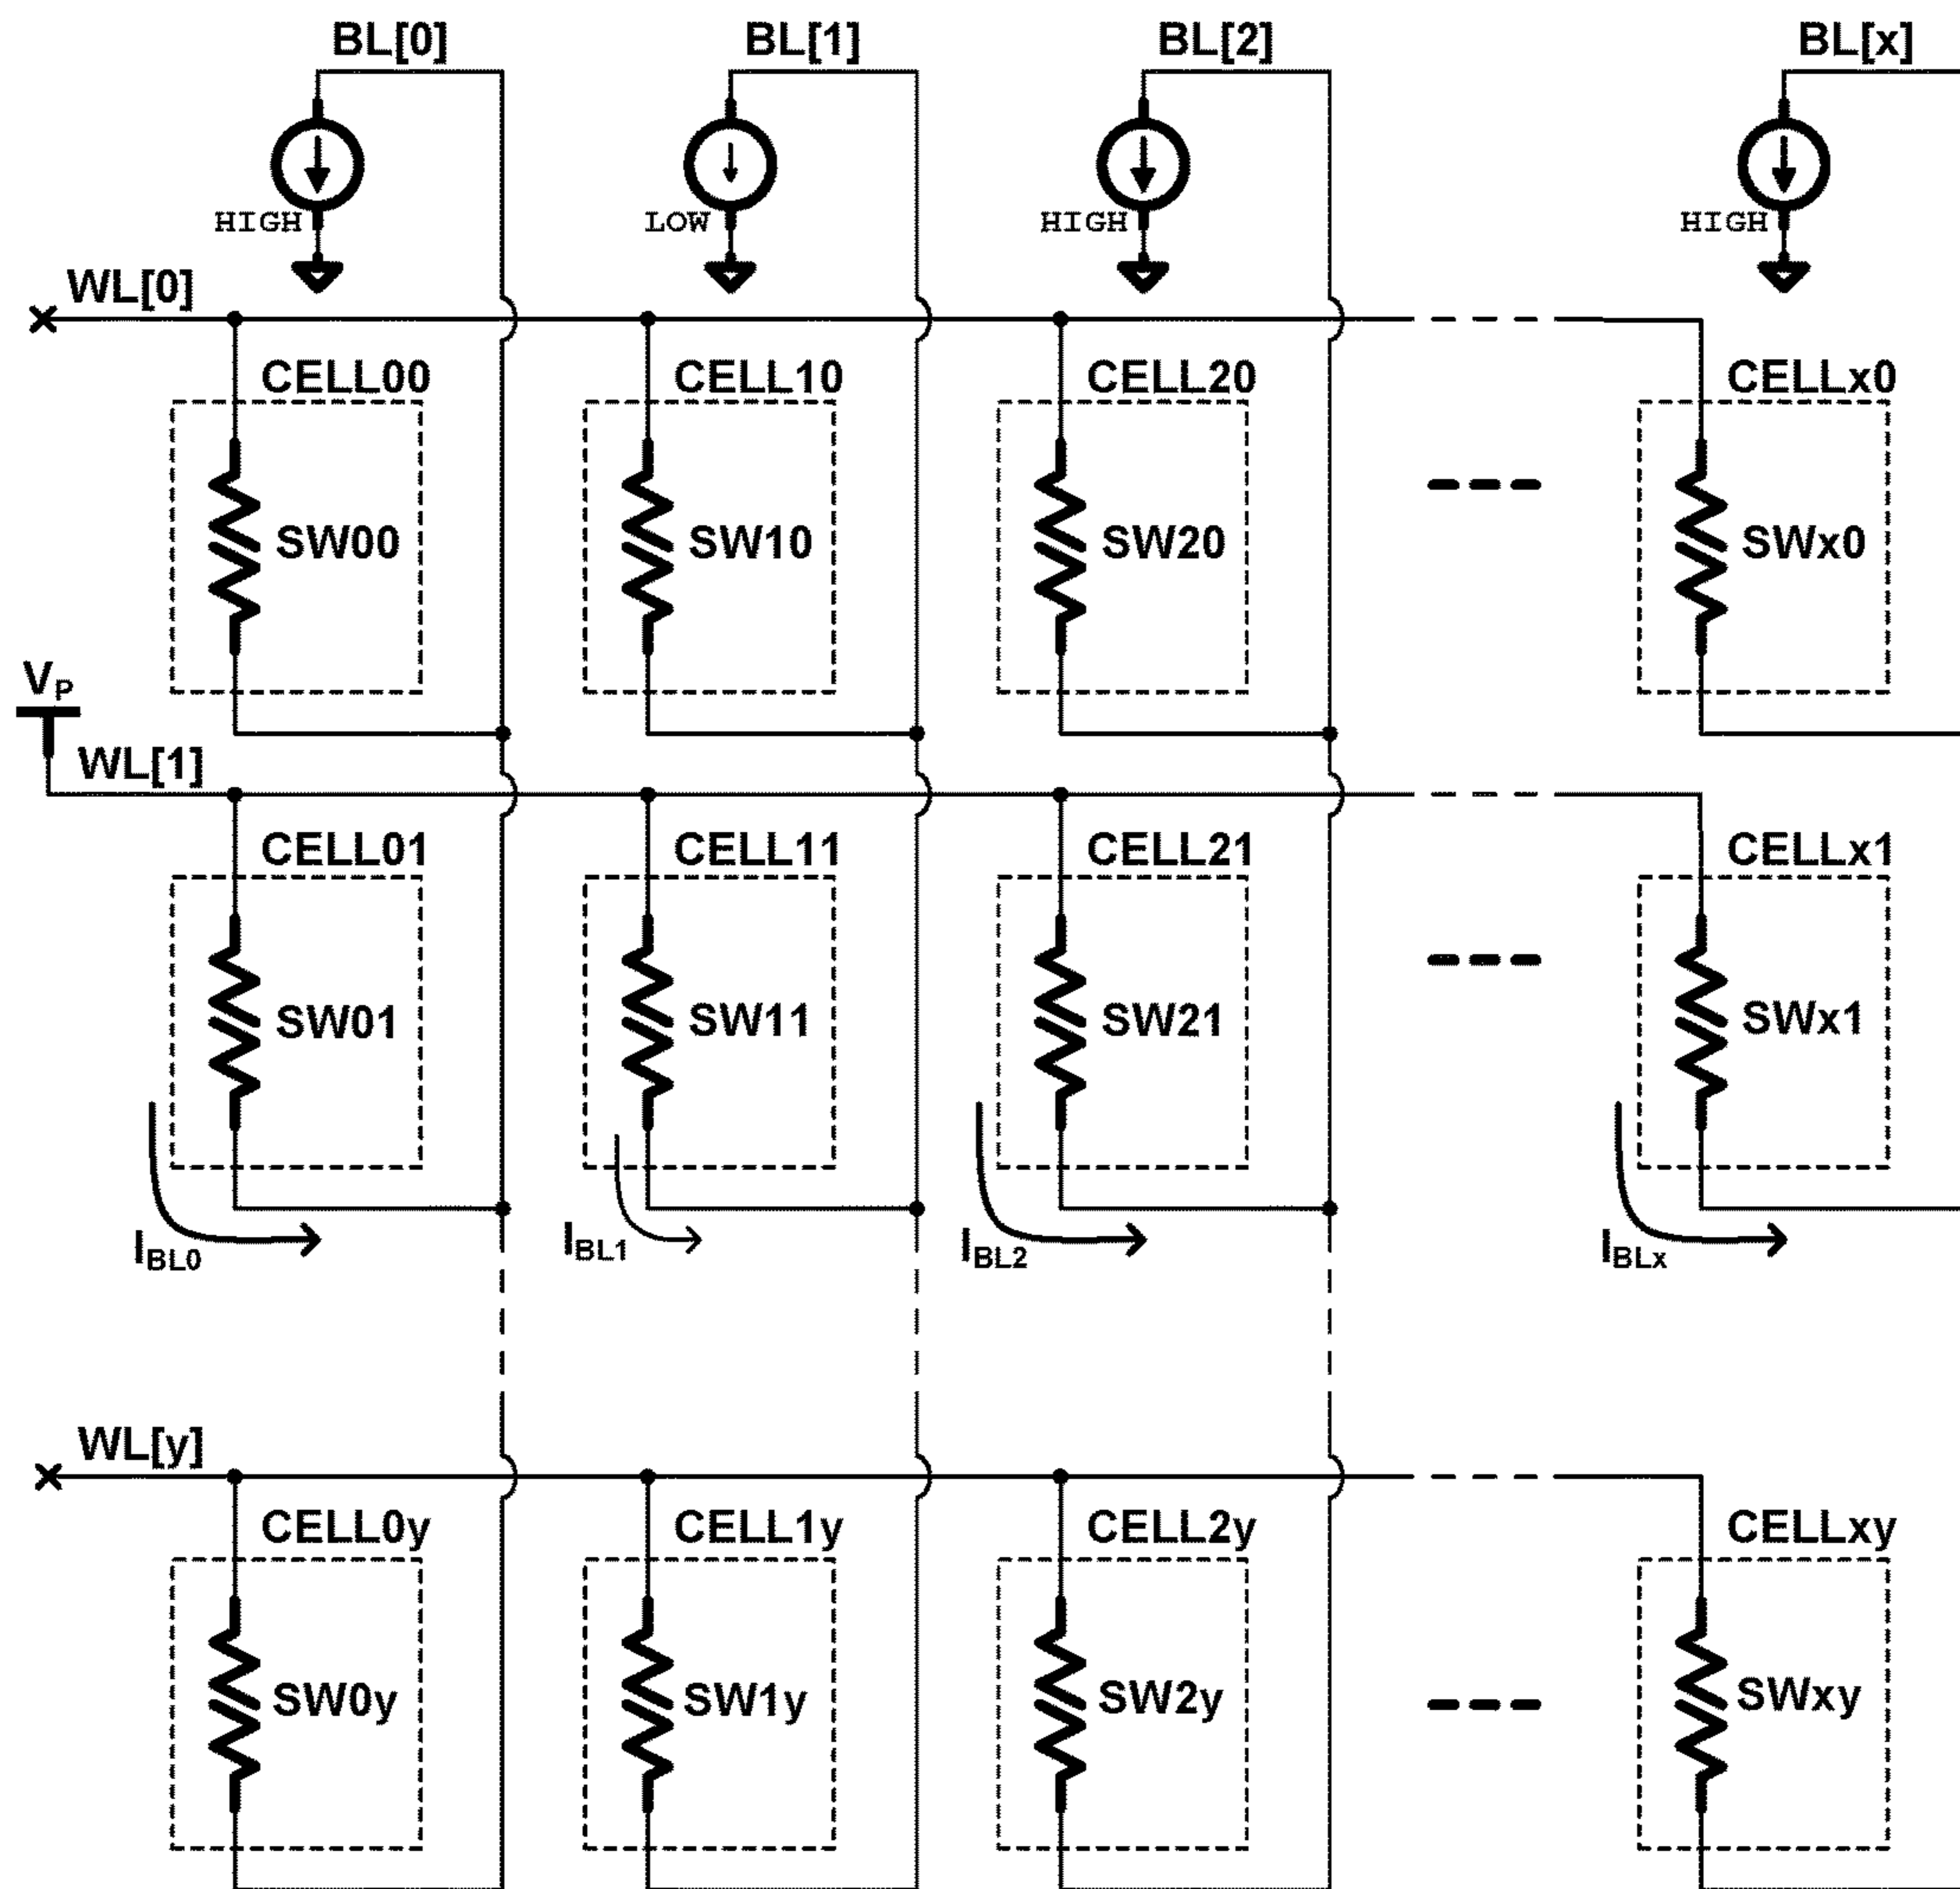 BL[0] BL[1] BL[2] BL[x]
HIGH LOW HIGH HIGH
WL[0]
CELL00 CELL10 CELL20 CELLx0
SW00 SW10 SW20 SWx0
VP
WL[1]
CELL01 CELL11 CELL21 CELLx1
SW01 SW11 SW21 SWx1
IBL0 IBL1 IBL2 IBLx
WL[y]
CELL0y CELL1y CELL2y CELLxy
SW0y SW1y SW2y SWxy